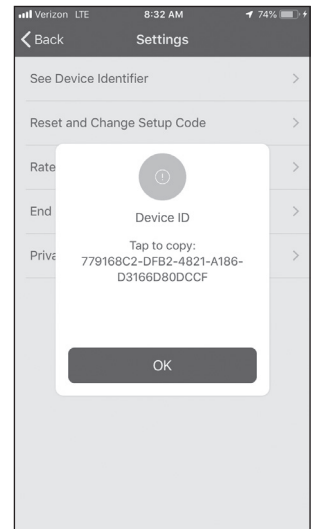 Verizon LTE 8:32 AM 74%
Back Settings
See Device Identifier
Reset and Change Setup Code
Rate
End
Priva
Device ID
Tap to copy:
779168C2-DFB2-4821-A186-
D3166D80DCCF
OK